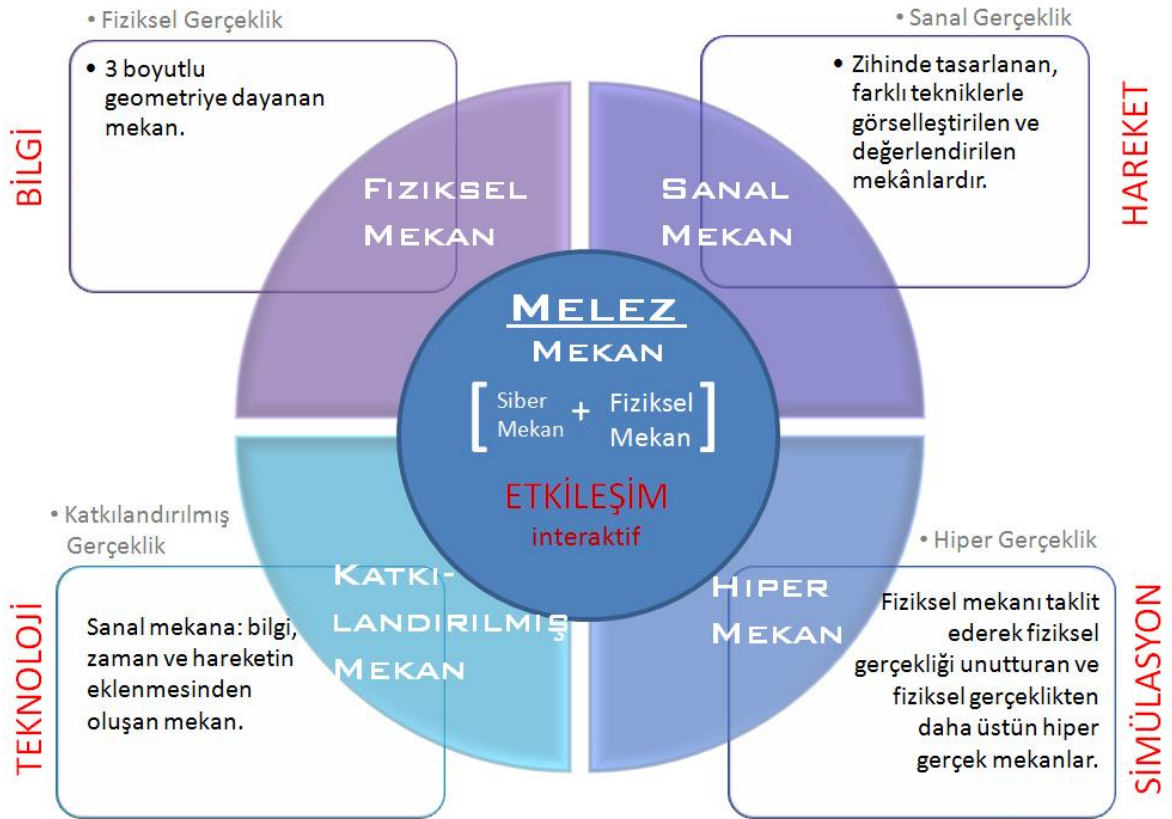 • Fiziksel Gerçeklik
• 3 boyutlu
geometriye dayanan
mekan.
BİLGİ
FIZIKSEL
MEKAN
• Sanal Gerçeklik
• Zihinde tasarlanan,
farklı tekniklerle
görselleştirilen ve
değerlendirilen
mekânlardır.
HAREKET
SANAL
MEKAN
MELEZ
MEKAN
[ Siber
Mekan + Fiziksel
Mekan ]
ETKİLEŞİM
interaktif
• Katkılandırılmış
Gerçeklik
Sanal mekana: bilgi,
zaman ve hareketin
eklenmesinden
oluşan mekan.
TEKNOLOJİ
KATKI-
LANDIRILMIŞ
MEKAN
• Hiper Gerçeklik
Fiziksel mekanı taklit
ederek fiziksel
gerçekliği unutturan ve
fiziksel gerçeklikten
daha üstün hiper
gerçek mekanlar.
SİMÜLASYON
HIPER
MEKAN